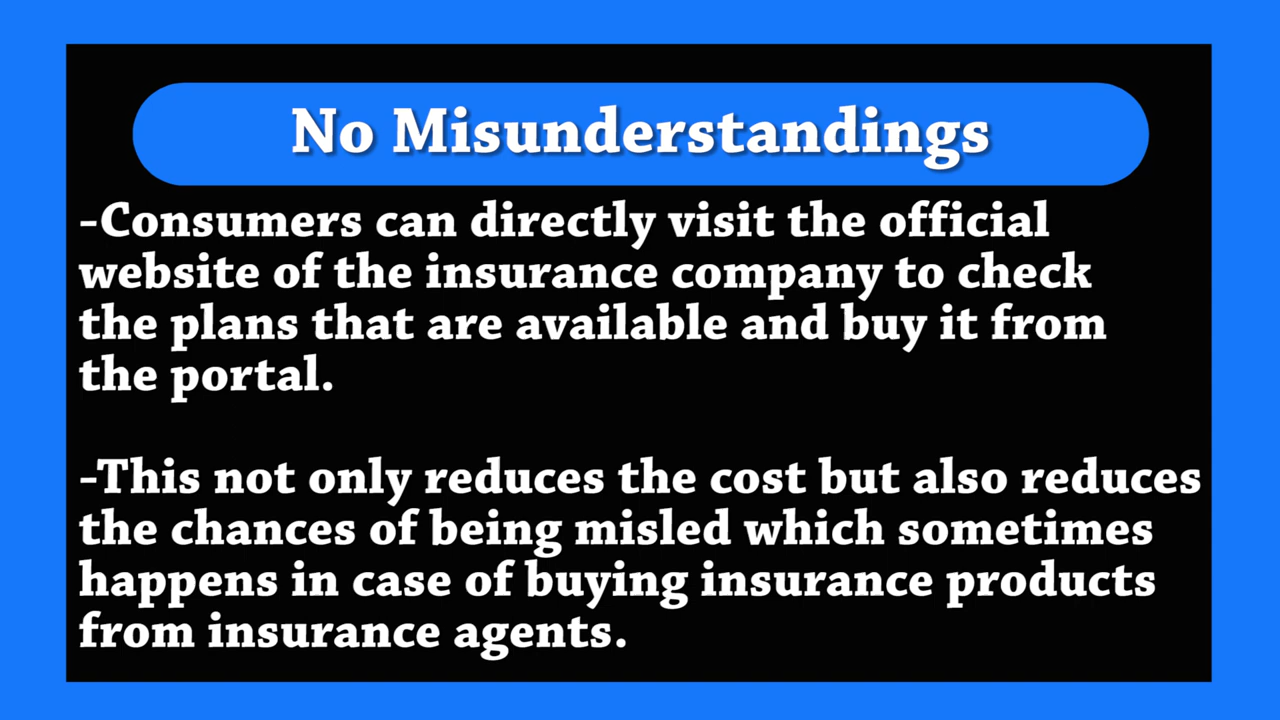 No Misunderstandings
-Consumers can directly visit the official
website of the insurance company to check
the plans that are available and buy it from
the portal.
-This not only reduces the cost but also reduces
the chances of being misled which sometimes
happens in case of buying insurance products
from insurance agents.